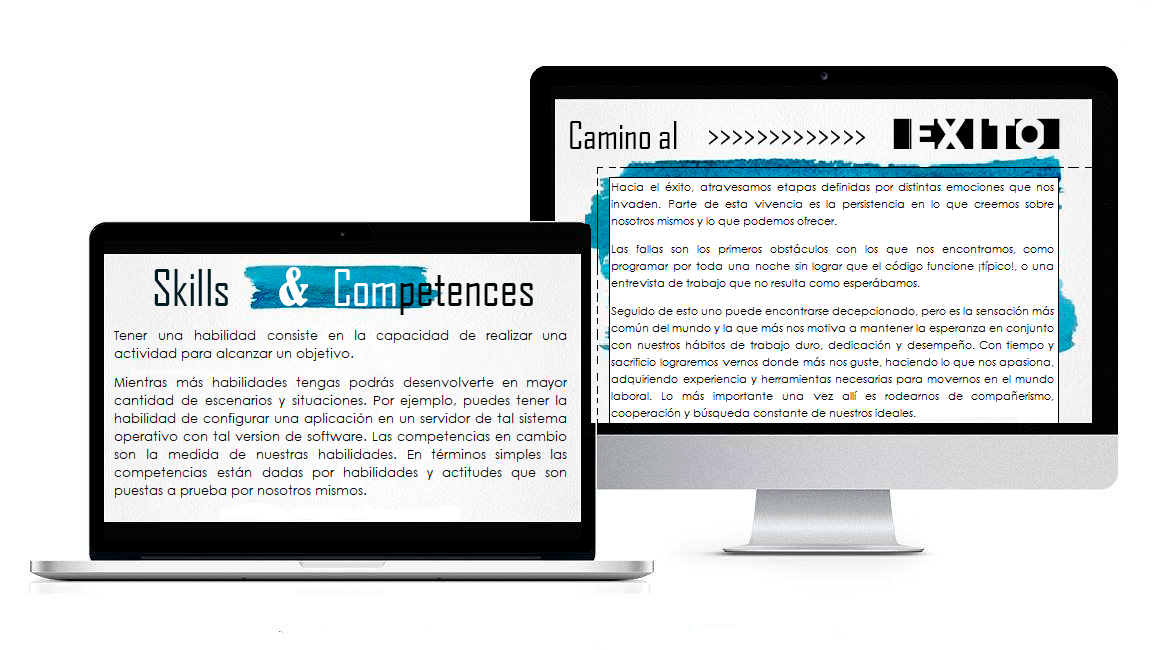 Camino al >>>>>>>>>>>>> EXITO
Hacia el éxito, atravesamos etapas definidas por distintas emociones que nos
invaden. Parte de esta vivencia es la persistencia en lo que creemos sobre
nosotros mismos y lo que podemos ofrecer.
Las fallas son los primeros obstáculos con los que nos encontramos, como
programar por toda una noche sin lograr que el código funcione ¡típico!, o una
entrevista de trabajo que no resulta como esperábamos.
Seguido de esto uno puede encontrarse decepcionado, pero es la sensación más
común del mundo y la que más nos motiva a mantener la esperanza en conjunto
con nuestros hábitos de trabajo duro, dedicación y desempeño. Con tiempo y
sacrificio lograremos vernos donde más nos guste, haciendo lo que nos apasiona,
adquiriendo experiencia y herramientas necesarias para movernos en el mundo
laboral. Lo más importante una vez allí es rodearnos de compañerismo,
cooperación y búsqueda constante de nuestros ideales.
Skills & Competences
Tener una habilidad consiste en la capacidad de realizar una
actividad para alcanzar un objetivo.
Mientras más habilidades tengas podrás desenvolverte en mayor
cantidad de escenarios y situaciones. Por ejemplo, puedes tener la
habilidad de configurar una aplicación en un servidor de tal sistema
operativo con tal version de software. Las competencias en cambio
son la medida de nuestras habilidades. En términos simples las
competencias están dadas por habilidades y actitudes que son
puestas a prueba por nosotros mismos.